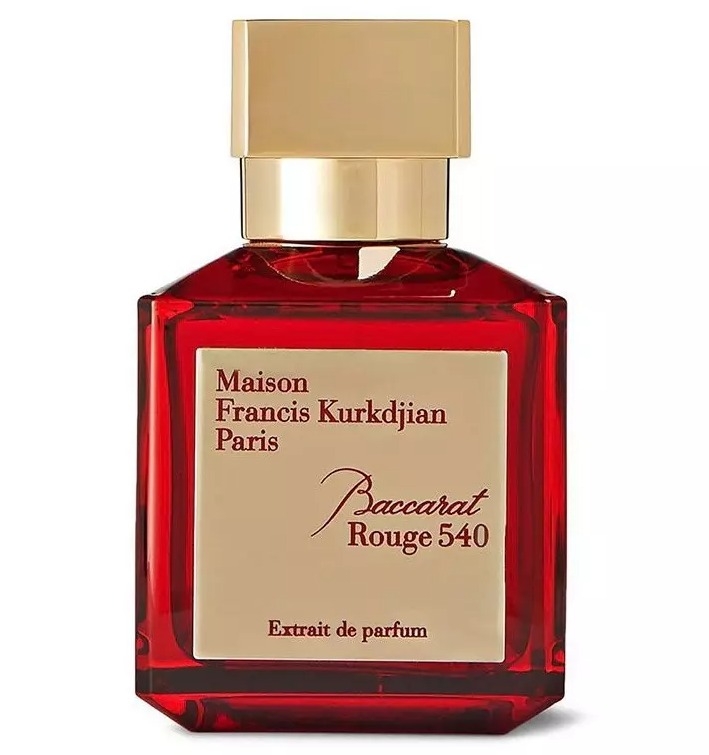 Maison
Francis Kurkdjian
Paris
Baccarat
Rouge 540
Extrait de parfum